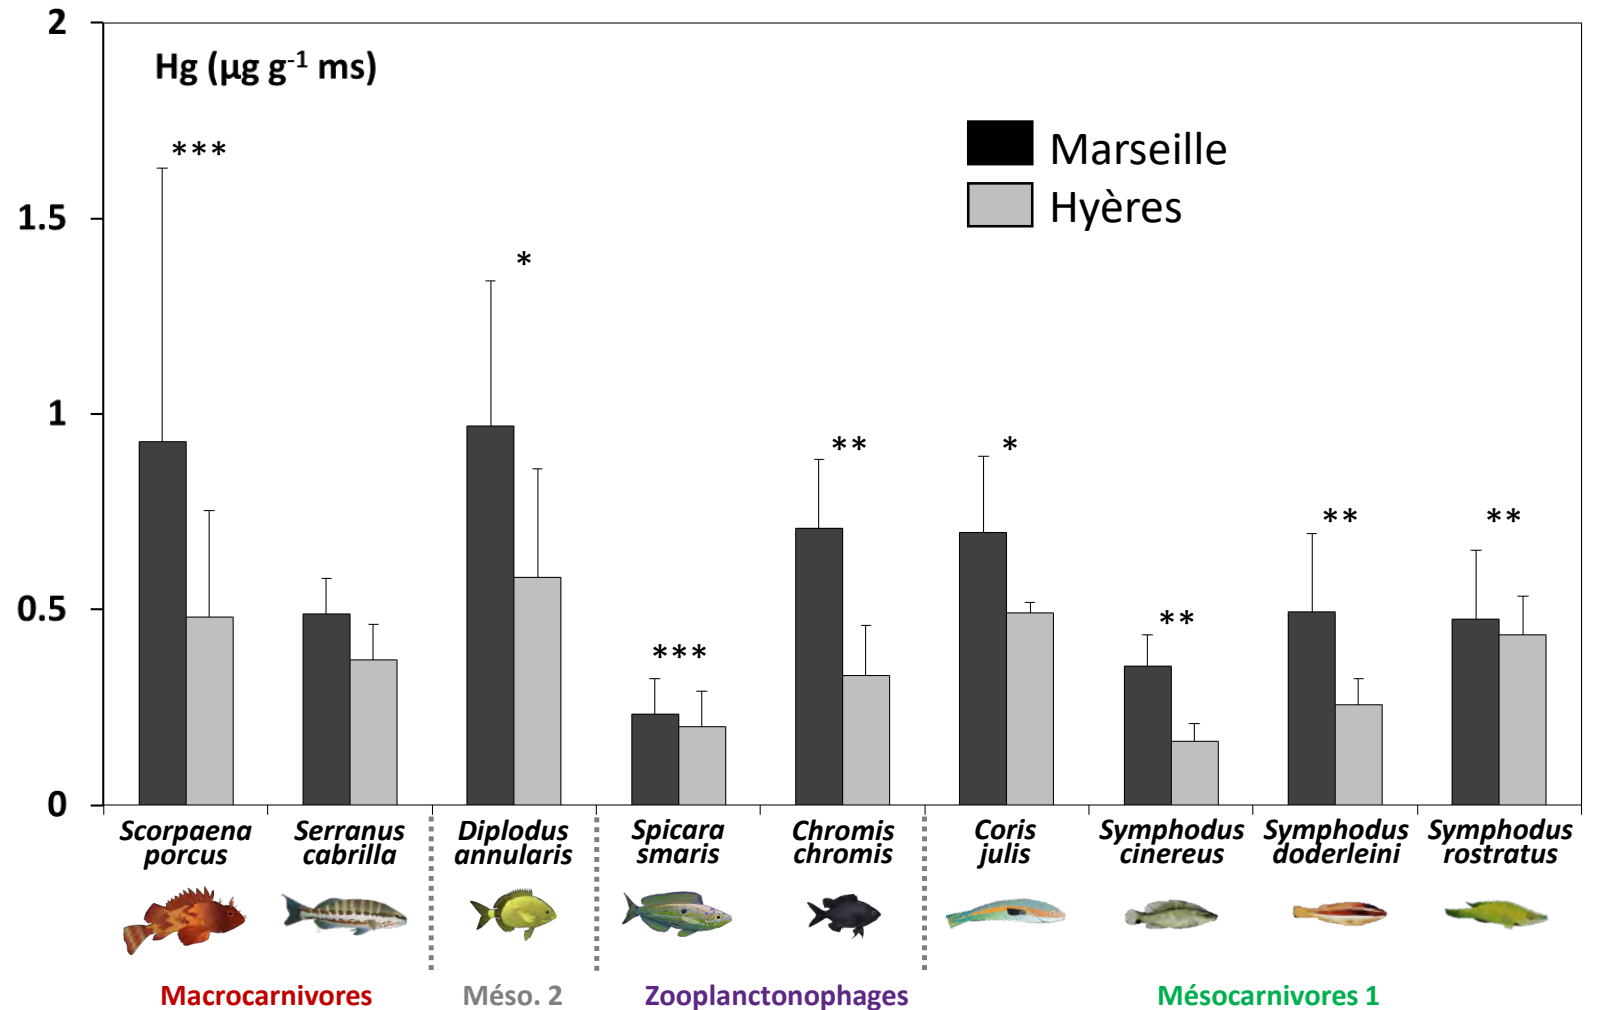 2
Hg (µg g⁻¹ ms)
***
Marseille
Hyères
1.5
*
1
**
*
**
**
0.5
**
***
0
Scorpaena
porcus
Serranus
cabrilla
Diplodus
annularis
Spicara
smaris
Chromis
chromis
Coris
julis
Symphodus
cinereus
Symphodus
doderleini
Symphodus
rostratus
Macrocarnivores
Méso. 2
Zooplanctonophages
Mésocarnivores 1